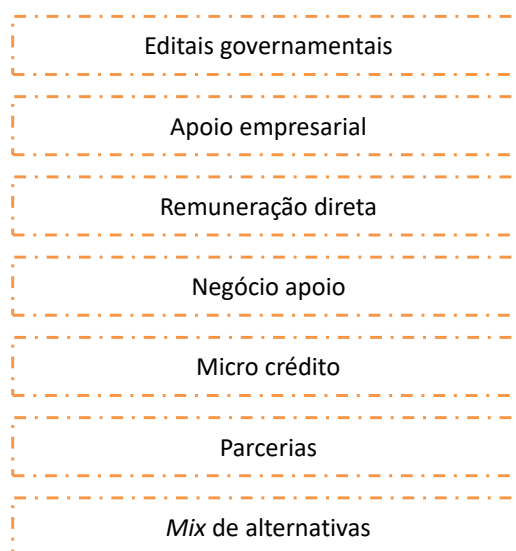 Editais governamentais
Apoio empresarial
Remuneração direta
Negócio apoio
Micro crédito
Parcerias
Mix de alternativas